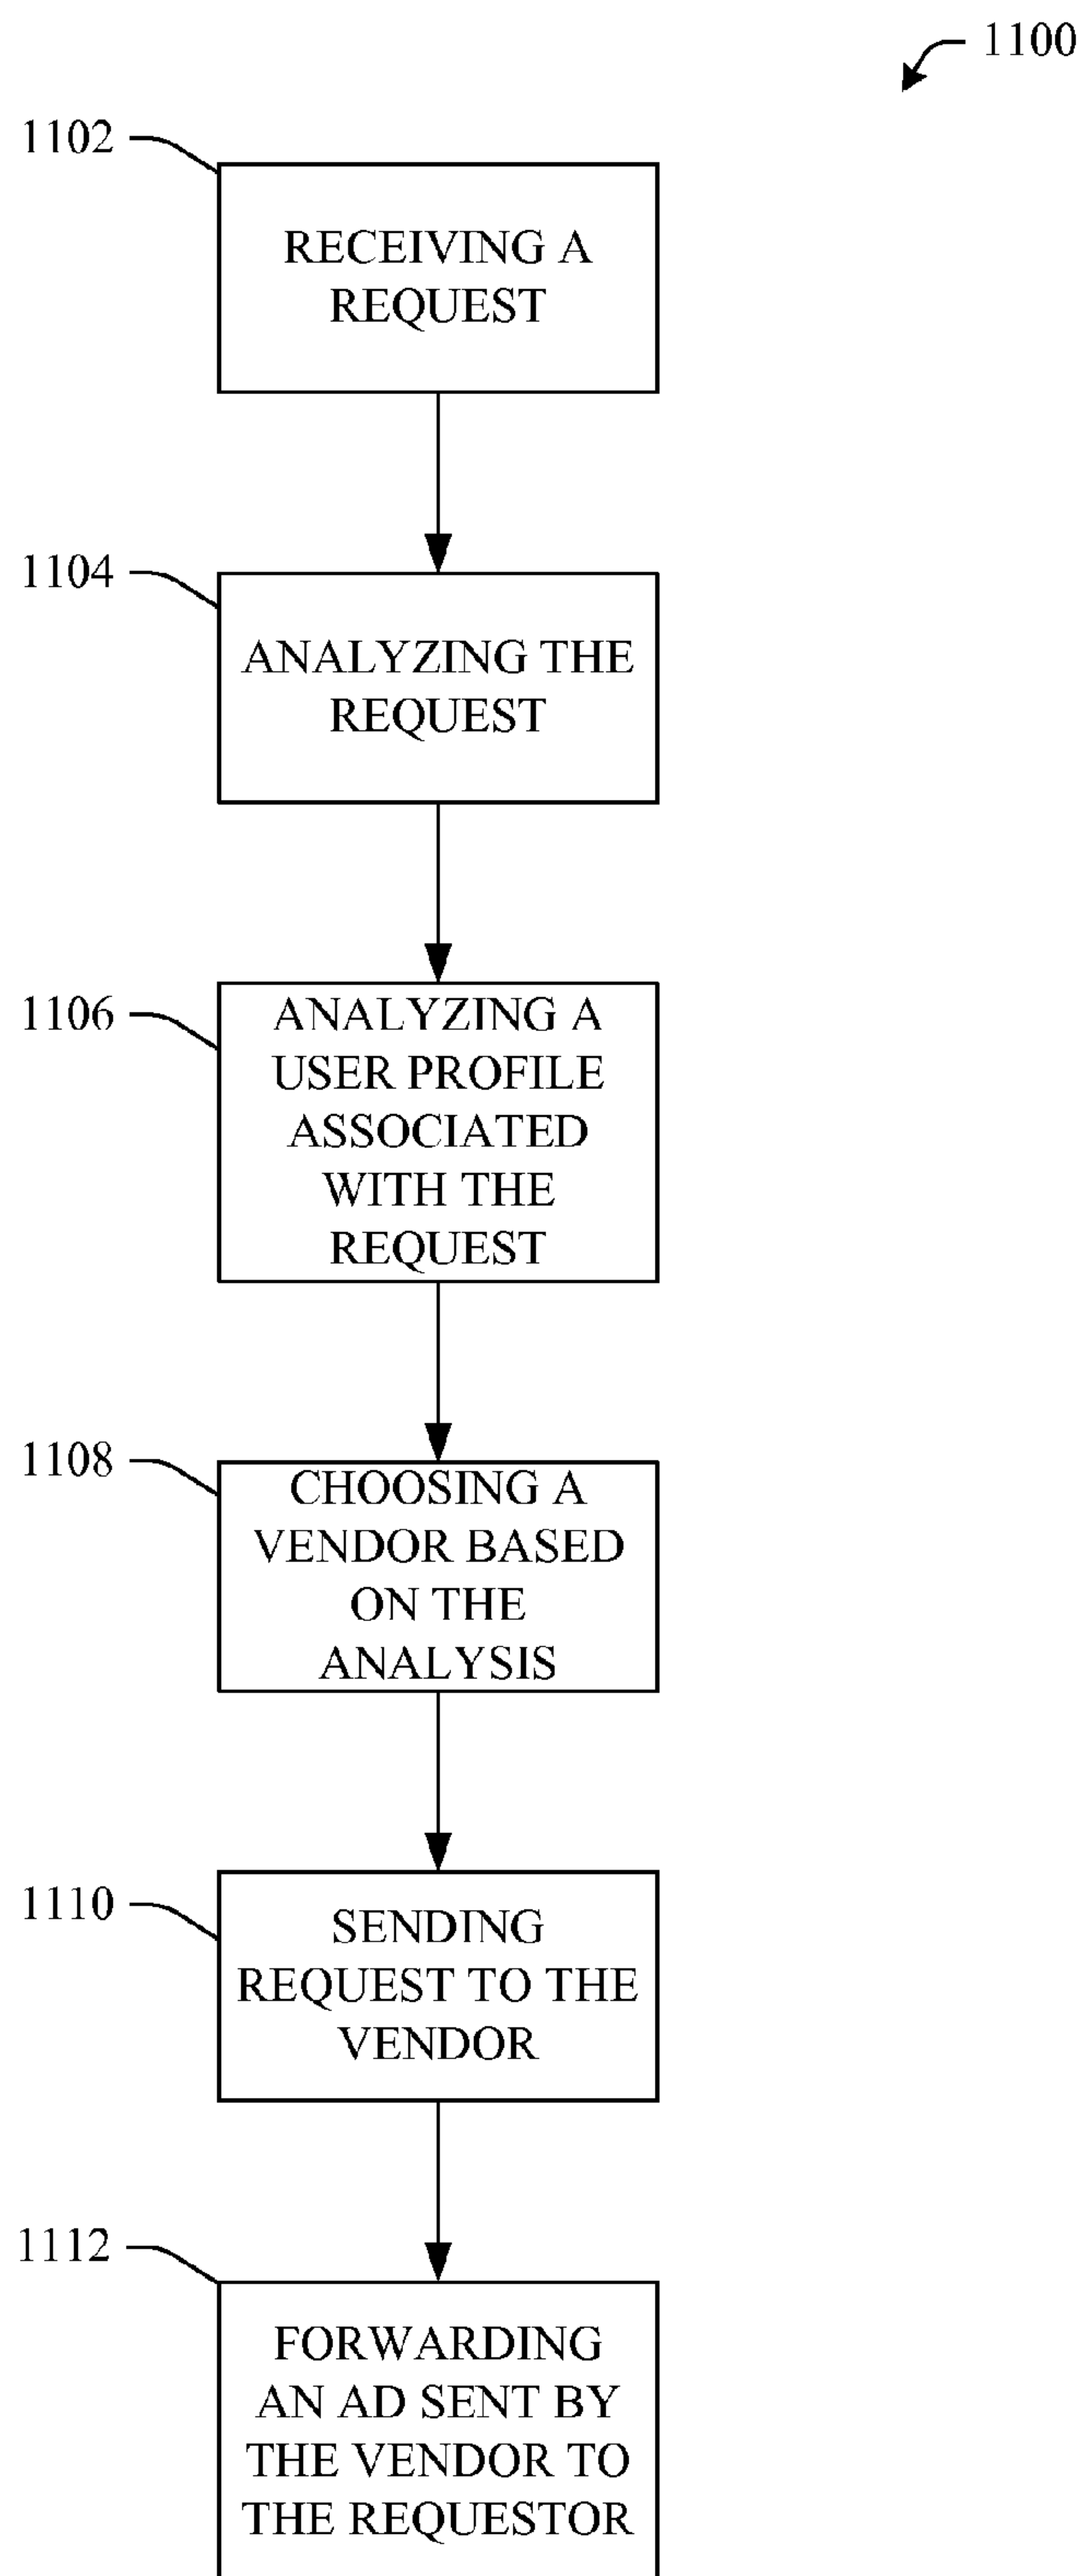 1100
1102
RECEIVING A
REQUEST
1104
ANALYZING THE
REQUEST
1106
ANALYZING A
USER PROFILE
ASSOCIATED
WITH THE
REQUEST
1108
CHOOSING A
VENDOR BASED
ON THE
ANALYSIS
1110
SENDING
REQUEST TO THE
VENDOR
1112
FORWARDING
AN AD SENT BY
THE VENDOR TO
THE REQUESTOR